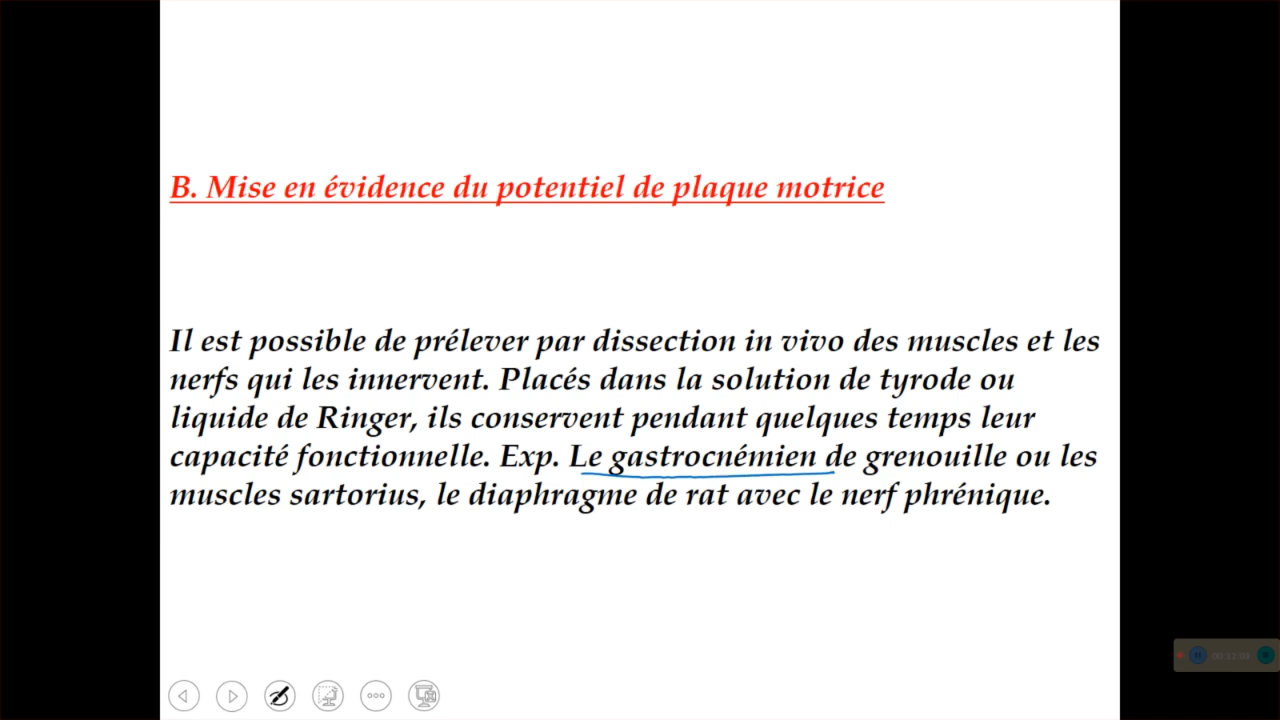 B. Mise en évidence du potentiel de plaque motrice
Il est possible de prélever par dissection in vivo des muscles et les
nerfs qui les innervent. Placés dans la solution de tyrode ou
liquide de Ringer, ils conservent pendant quelques temps leur
capacité fonctionnelle. Exp. Le gastrocnémien de grenouille ou les
muscles sartorius, le diaphragme de rat avec le nerf phrénique.